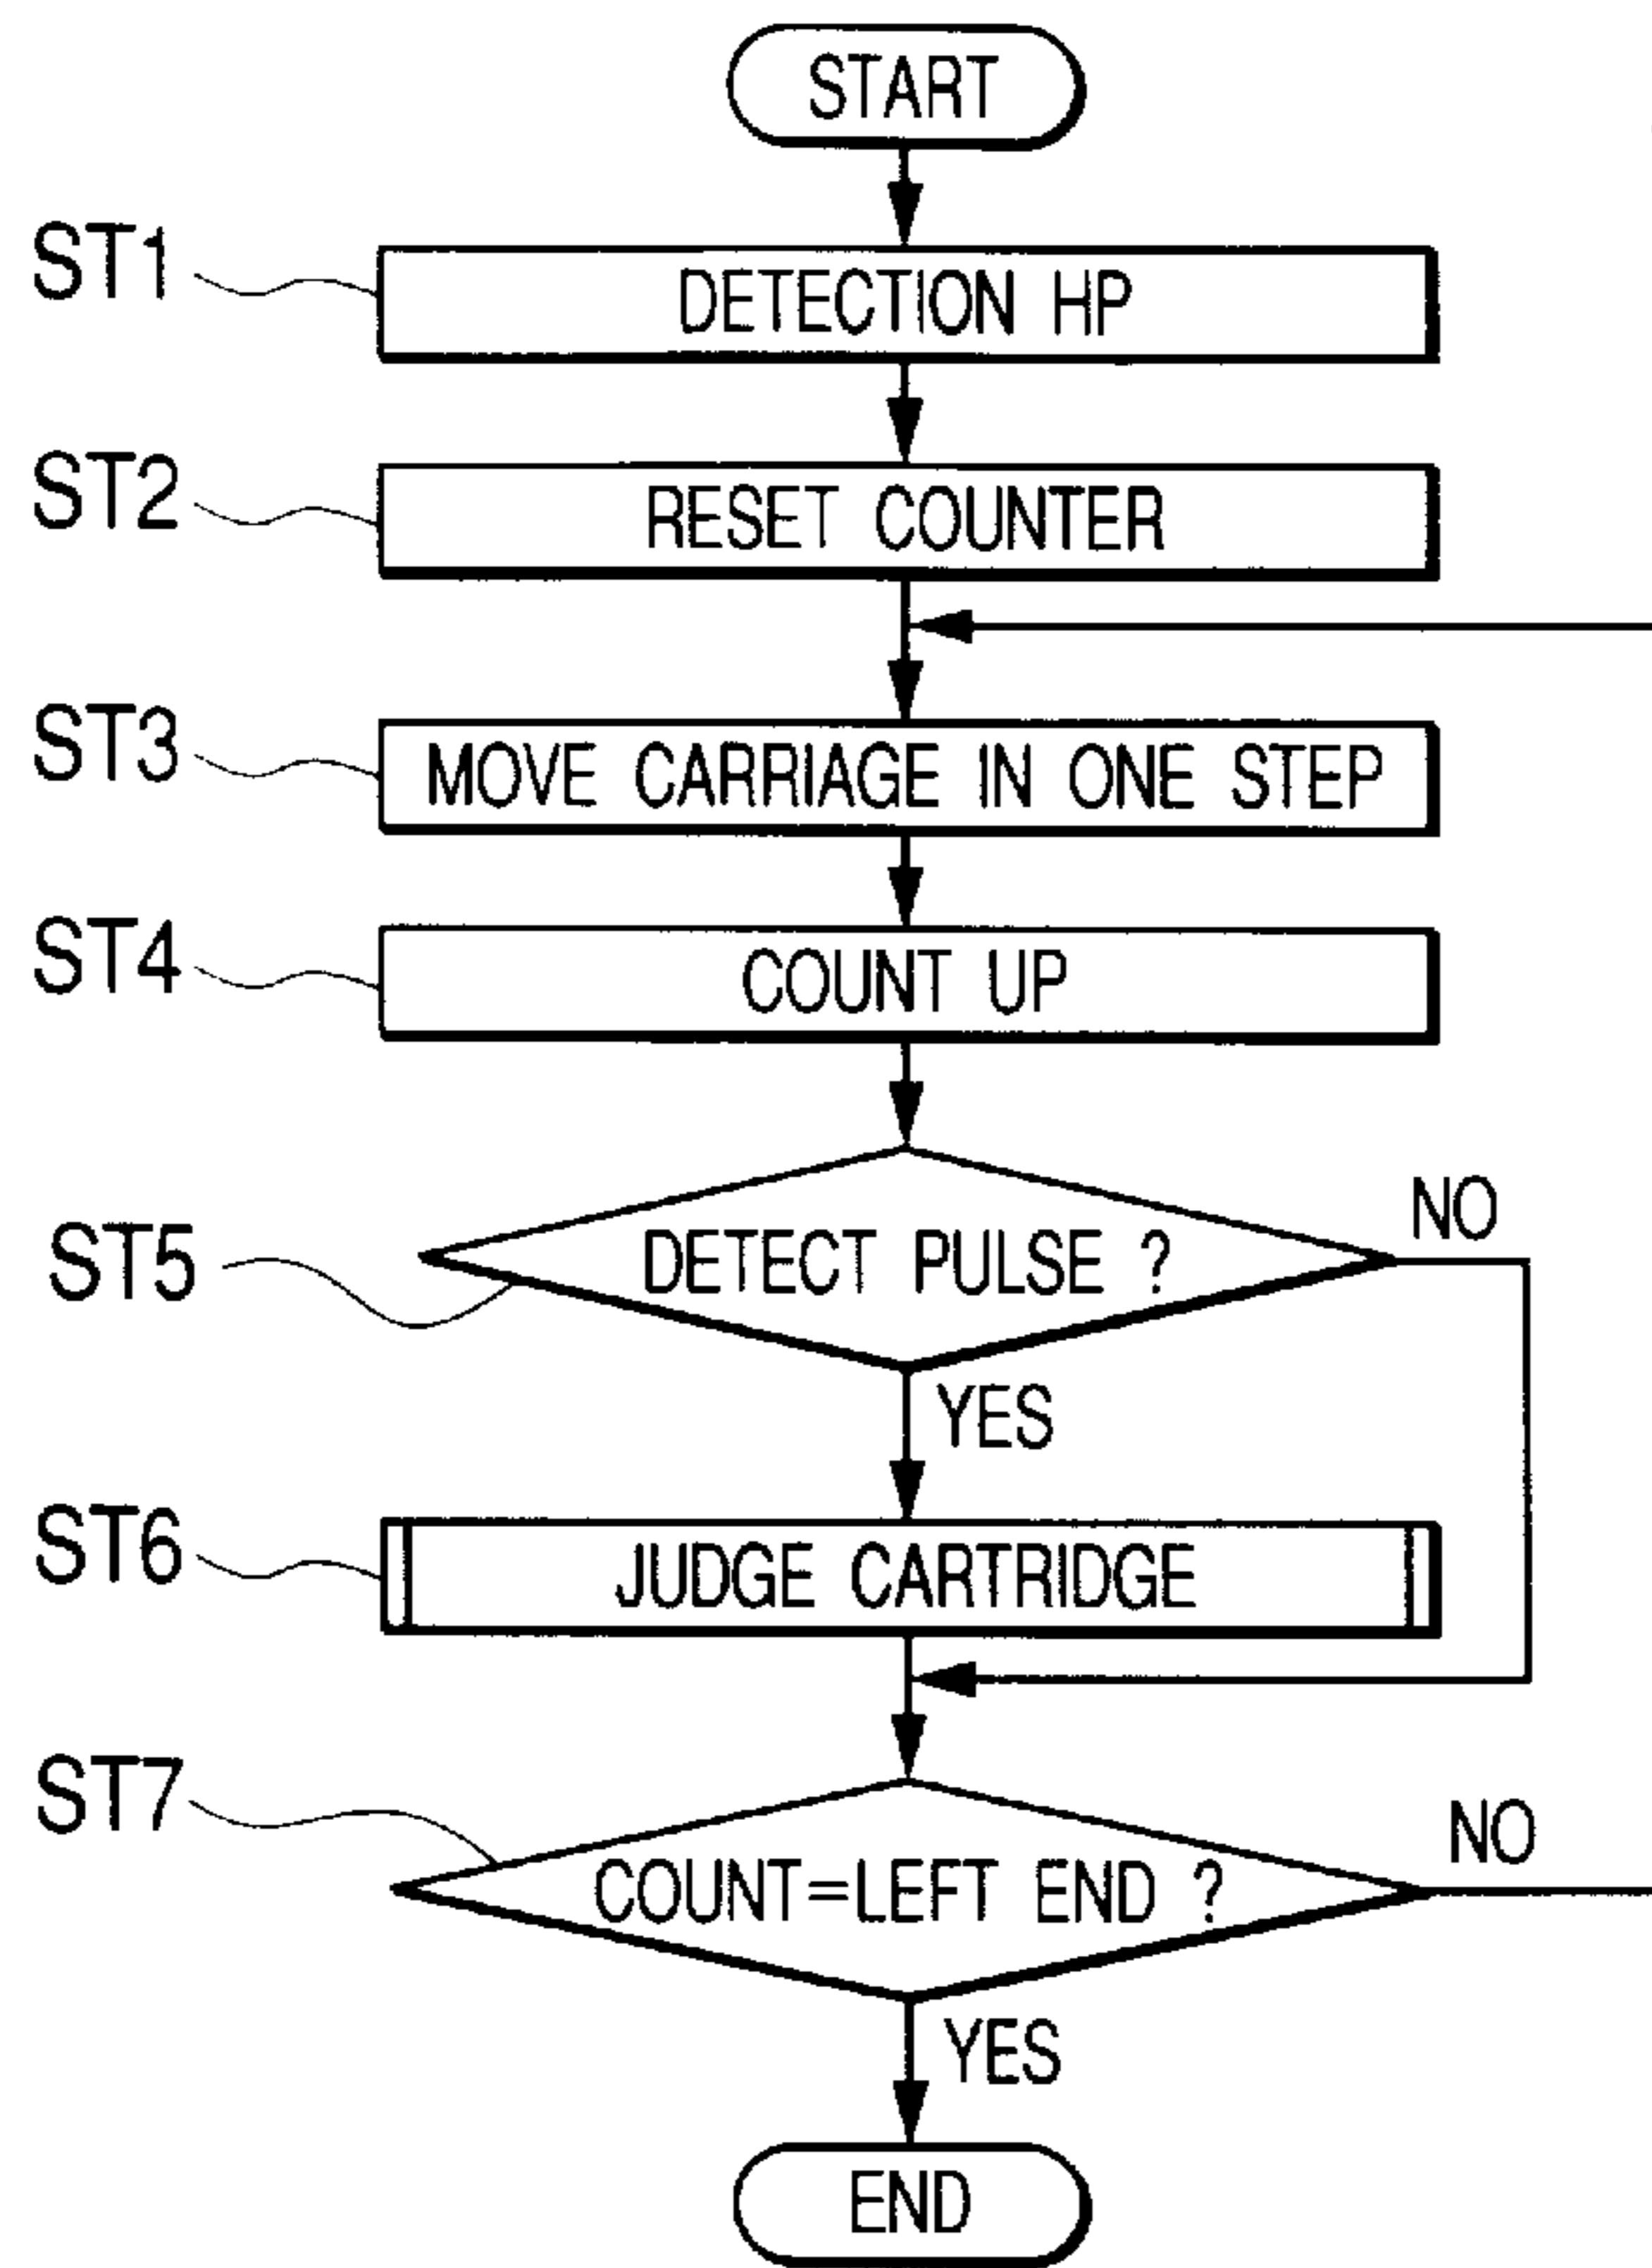 START
ST1
DETECTION HP
ST2
RESET COUNTER
ST3
MOVE CARRIAGE IN ONE STEP
ST4
COUNT UP
ST5
DETECT PULSE ?
NO
YES
ST6
JUDGE CARTRIDGE
ST7
COUNT=LEFT END ?
NO
YES
END